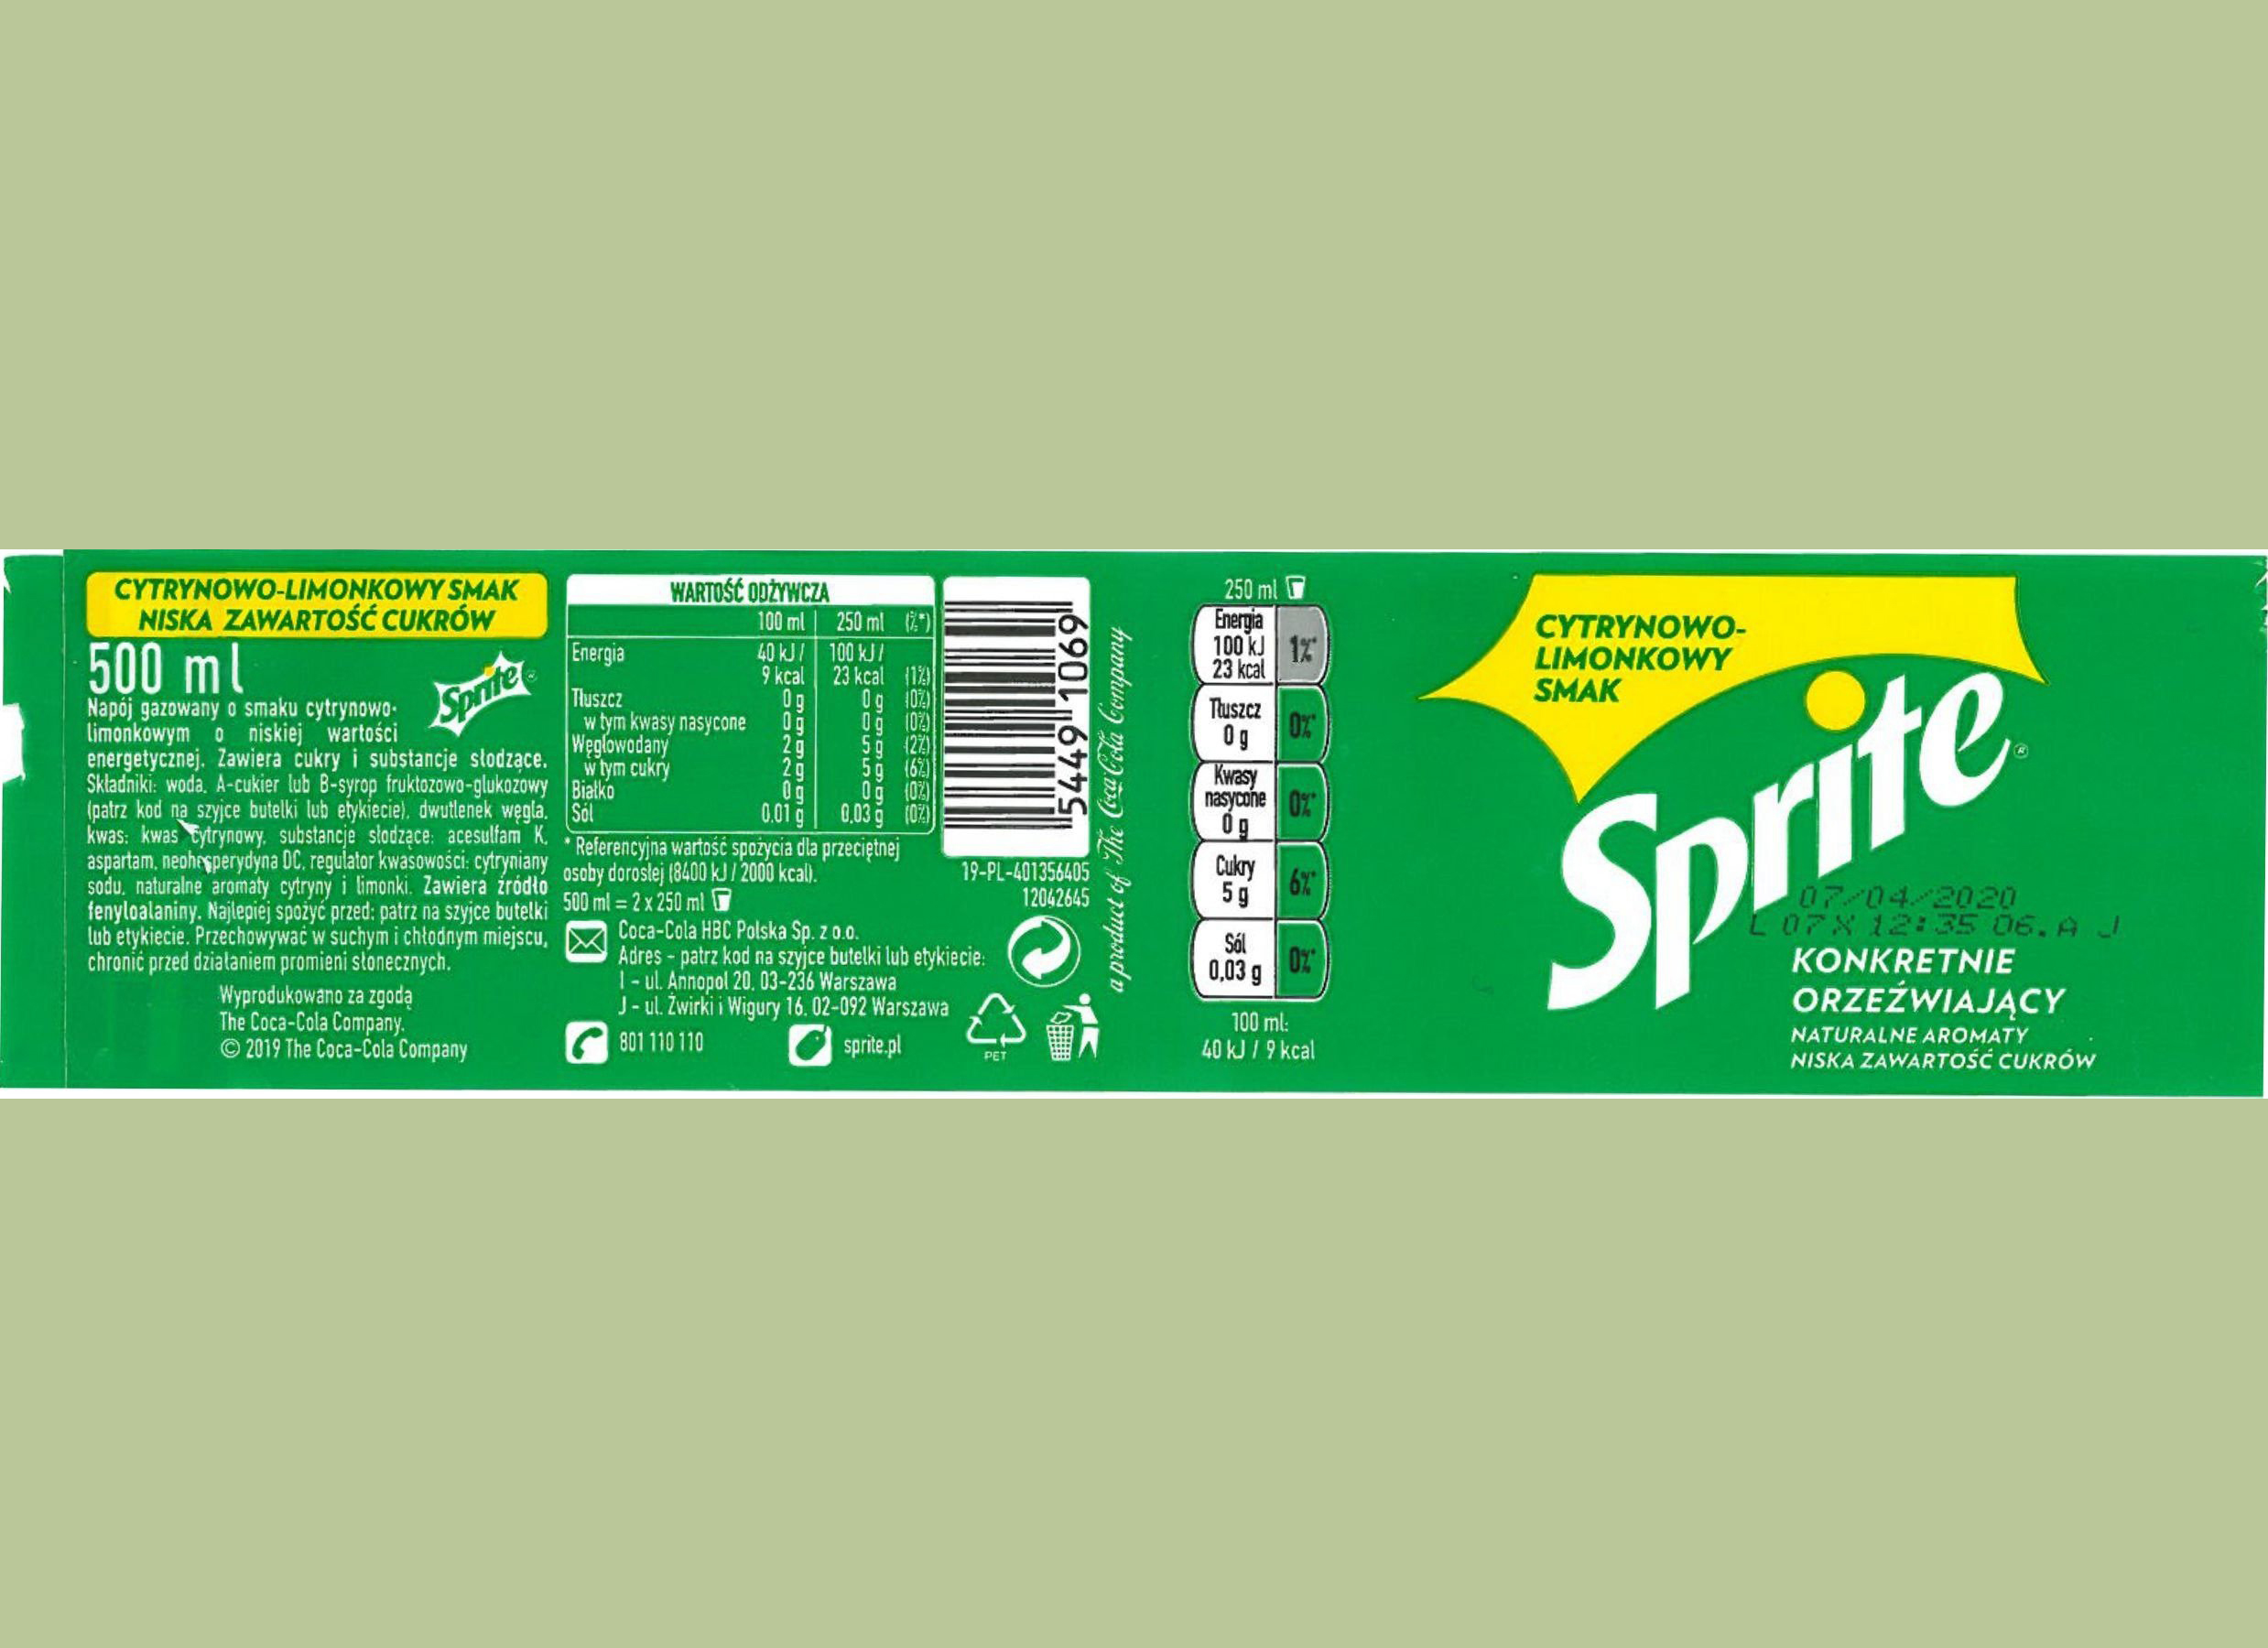 CYTRYNOWO-LIMONKOWY SMAK
NISKA ZAWARTOŚĆ CUKRÓW
500 ml
Sprite
Napój gazowany o smaku cytrynowo-
limonkowym o niskiej wartości
energetycznej. Zawiera cukry i substancje słodzące.
Składniki: woda, A-cukier lub B-syrop fruktozowo-glukozowy
(patrz kod na szyjce butelki lub etykiecie), dwutlenek węgla,
kwas: kwas cytrynowy, substancje słodzące: acesulfam K,
aspartam, neohesperydyna DC, regulator kwasowości: cytryniany
sodu, naturalne aromaty cytryny i limonki. Zawiera źródło
fenyloalaniny. Najlepiej spożyć przed: patrz na szyjce butelki
lub etykiecie. Przechowywać w suchym i chłodnym miejscu,
chronić przed działaniem promieni słonecznych.
Wyprodukowano za zgodą
The Coca-Cola Company.
© 2019 The Coca-Cola Company
WARTOŚĆ ODŻYWCZA
100 ml 250 ml (%*)
Energia 40 kJ / 100 kJ /
9 kcal 23 kcal (1%)
Tłuszcz 0 g 0 g (0%)
w tym kwasy nasycone 0 g 0 g (0%)
Węglowodany 2 g 5 g (2%)
w tym cukry 2 g 5 g (6%)
Białko 0 g 0 g (0%)
Sól 0.01 g 0,03 g (0%)
* Referencyjna wartość spożycia dla przeciętnej
osoby dorosłej (8400 kJ / 2000 kcal).
500 ml = 2 x 250 ml
Coca-Cola HBC Polska Sp. z o.o.
Adres - patrz kod na szyjce butelki lub etykiecie:
I - ul. Annopol 20, 03-236 Warszawa
J - ul. Żwirki i Wigury 16, 02-092 Warszawa
801 110 110
sprite.pl
5449 1069
19-PL-401356405
12042645
PET
a product of The Coca-Cola Company
250 ml
Energia
100 kJ
23 kcal
1%*
Tłuszcz
0 g
0%*
Kwasy
nasycone
0 g
0%*
Cukry
5 g
6%*
Sól
0,03 g
0%*
100 ml:
40 kJ / 9 kcal
CYTRYNOWO-
LIMONKOWY
SMAK
Sprite®
07/04/2020
L 07X 12:35 06.A J
KONKRETNIE
ORZEŹWIAJĄCY
NATURALNE AROMATY
NISKA ZAWARTOŚĆ CUKRÓW